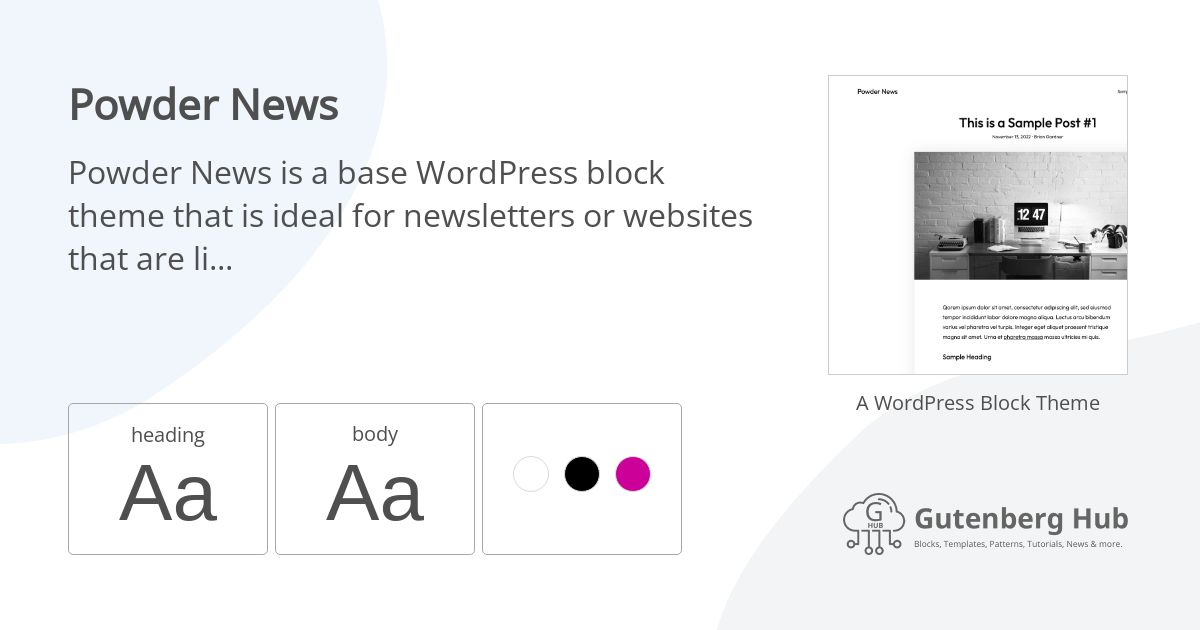 Powder News
Powder News is a base WordPress block
theme that is ideal for newsletters or websites
that are li...
heading
Aa
body
Aa
Powder News
This is a Sample Post #1
November 15, 2022 · Brian Gardner
12 47
Qorem ipsum dolor sit amet, consectetur adipiscing elit, sed eiusmod
tempor incididunt labor dolore magna aliqua. Lectus arcu bibendum
varius vel pharetra vel turpis. Integer eget aliquet praesent tristique
magna sit amet. Urna et pharetra massa massa ultricies mi quis.
Sample Heading
A WordPress Block Theme
G
HUB
Gutenberg Hub
Blocks, Templates, Patterns, Tutorials, News & more.